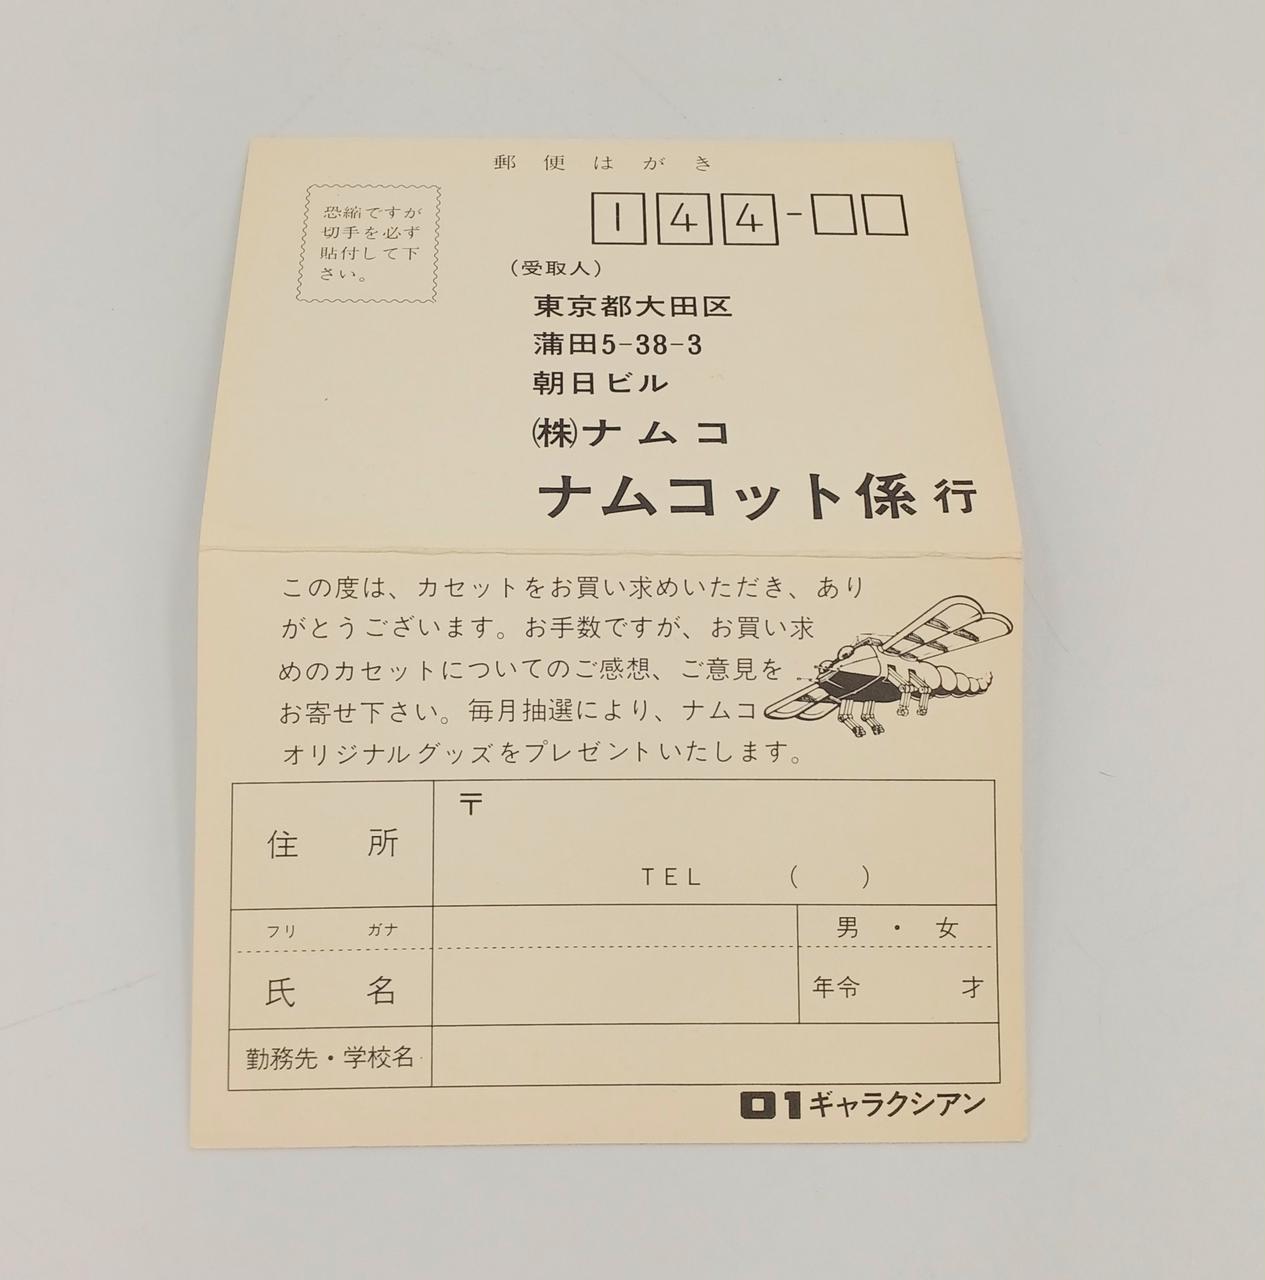 郵便はがき
恐縮ですが
切手を必ず
貼付して下
さい。
144-
(受取人)
東京都大田区
蒲田5-38-3
朝日ビル
㈱ナムコ
ナムコット係 行
この度は、カセットをお買い求めいただき、あり
がとうございます。お手数ですが、お買い求
めのカセットについてのご感想、ご意見を
お寄せ下さい。毎月抽選により、ナムコ
オリジナルグッズをプレゼントいたします。
住所
〒
TEL ( )
フリ ガナ
男・女
氏名
年令 才
勤務先・学校名
01ギャラクシアン